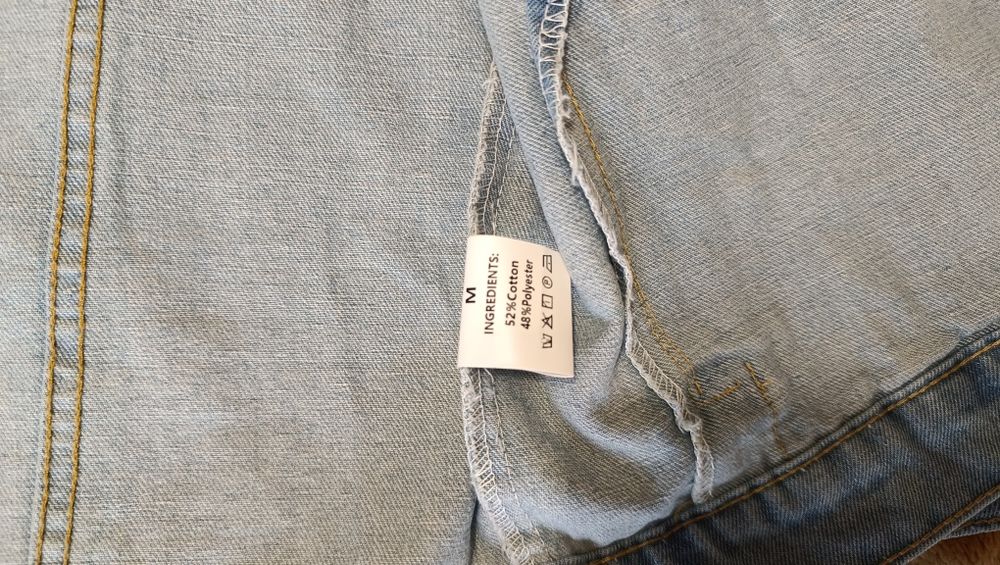 M
INGREDIENTS:
52%Cotton
48%Polyester